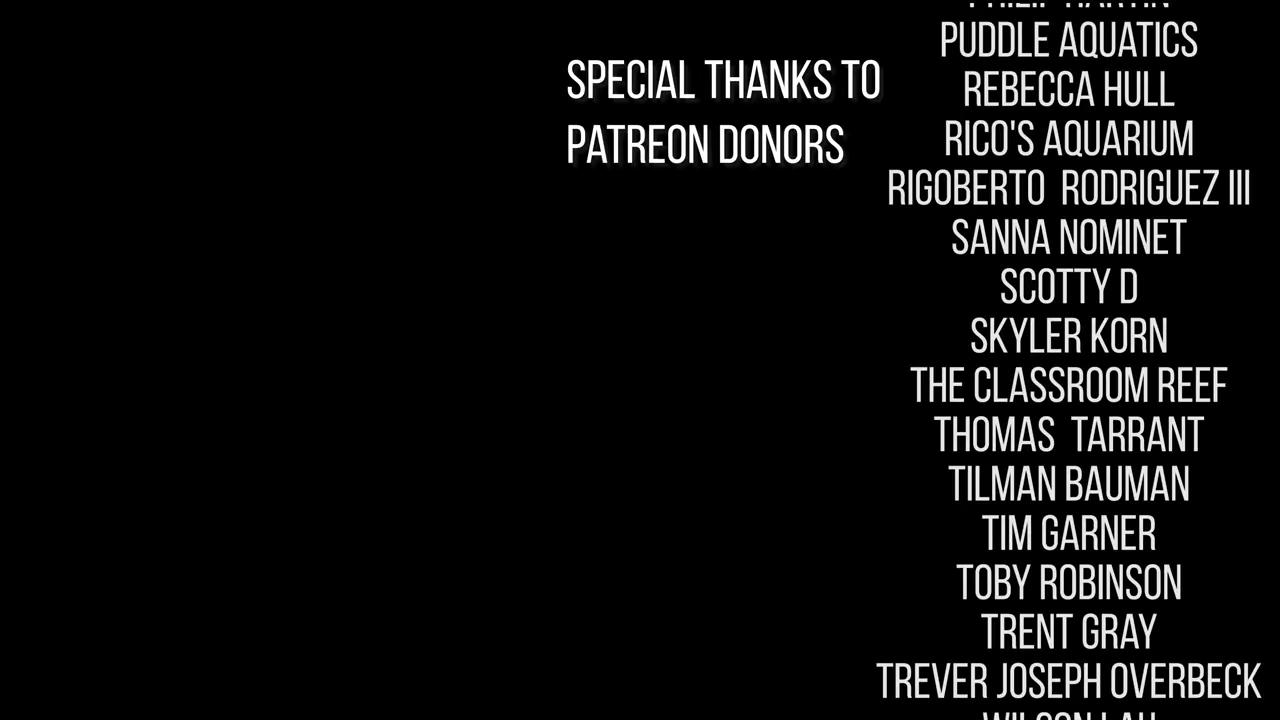 SPECIAL THANKS TO
PATREON DONORS
PUDDLE AQUATICS
REBECCA HULL
RICO'S AQUARIUM
RIGOBERTO  RODRIGUEZ III
SANNA NOMINET
SCOTTY D
SKYLER KORN
THE CLASSROOM REEF
THOMAS  TARRANT
TILMAN BAUMAN
TIM GARNER
TOBY ROBINSON
TRENT GRAY
TREVER JOSEPH OVERBECK